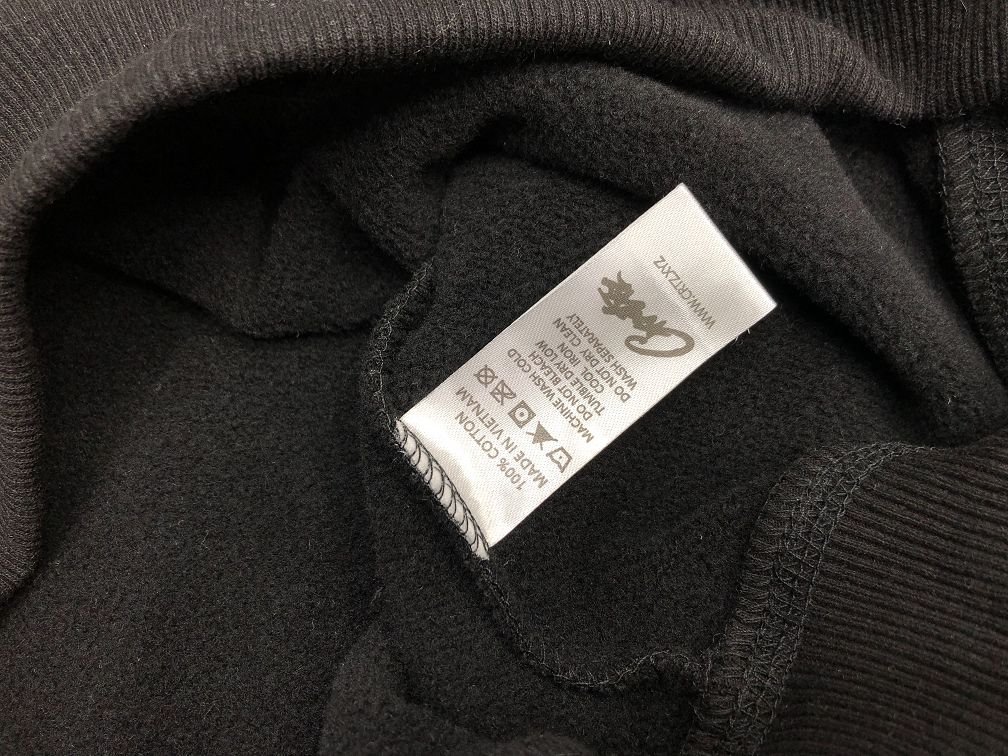 100% COTTON
MADE IN VIETNAM
MACHINE WASH COLD
DO NOT BLEACH
TUMBLE DRY LOW
COOL IRON
DO NOT DRY CLEAN
WASH SEPARATELY
WWW.CRTZ.XYZ